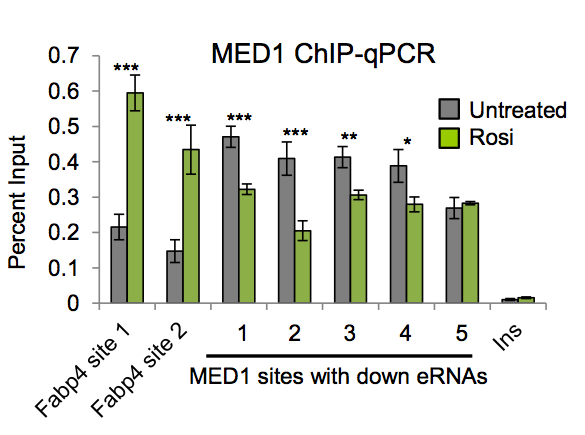 MED1 ChIP-qPCR
Percent Input
0.7
0.6
0.5
0.4
0.3
0.2
0.1
0
***
***
***
***
**
*
Untreated
Rosi
Fabp4 site 1
Fabp4 site 2
1
2
3
4
5
Ins
MED1 sites with down eRNAs